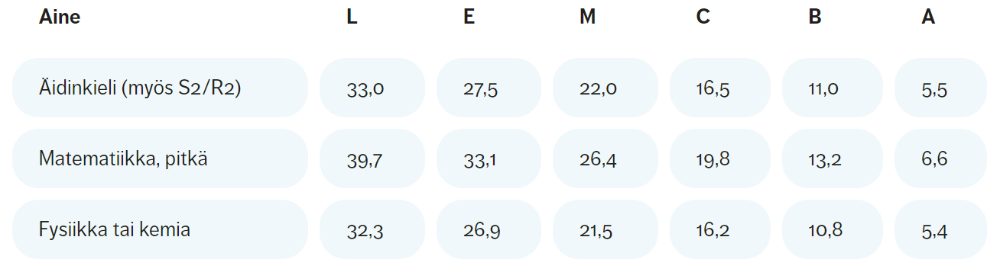 Aine L E M C B A
Äidinkieli (myös S2/R2) 33,0 27,5 22,0 16,5 11,0 5,5
Matematiikka, pitkä 39,7 33,1 26,4 19,8 13,2 6,6
Fysiikka tai kemia 32,3 26,9 21,5 16,2 10,8 5,4